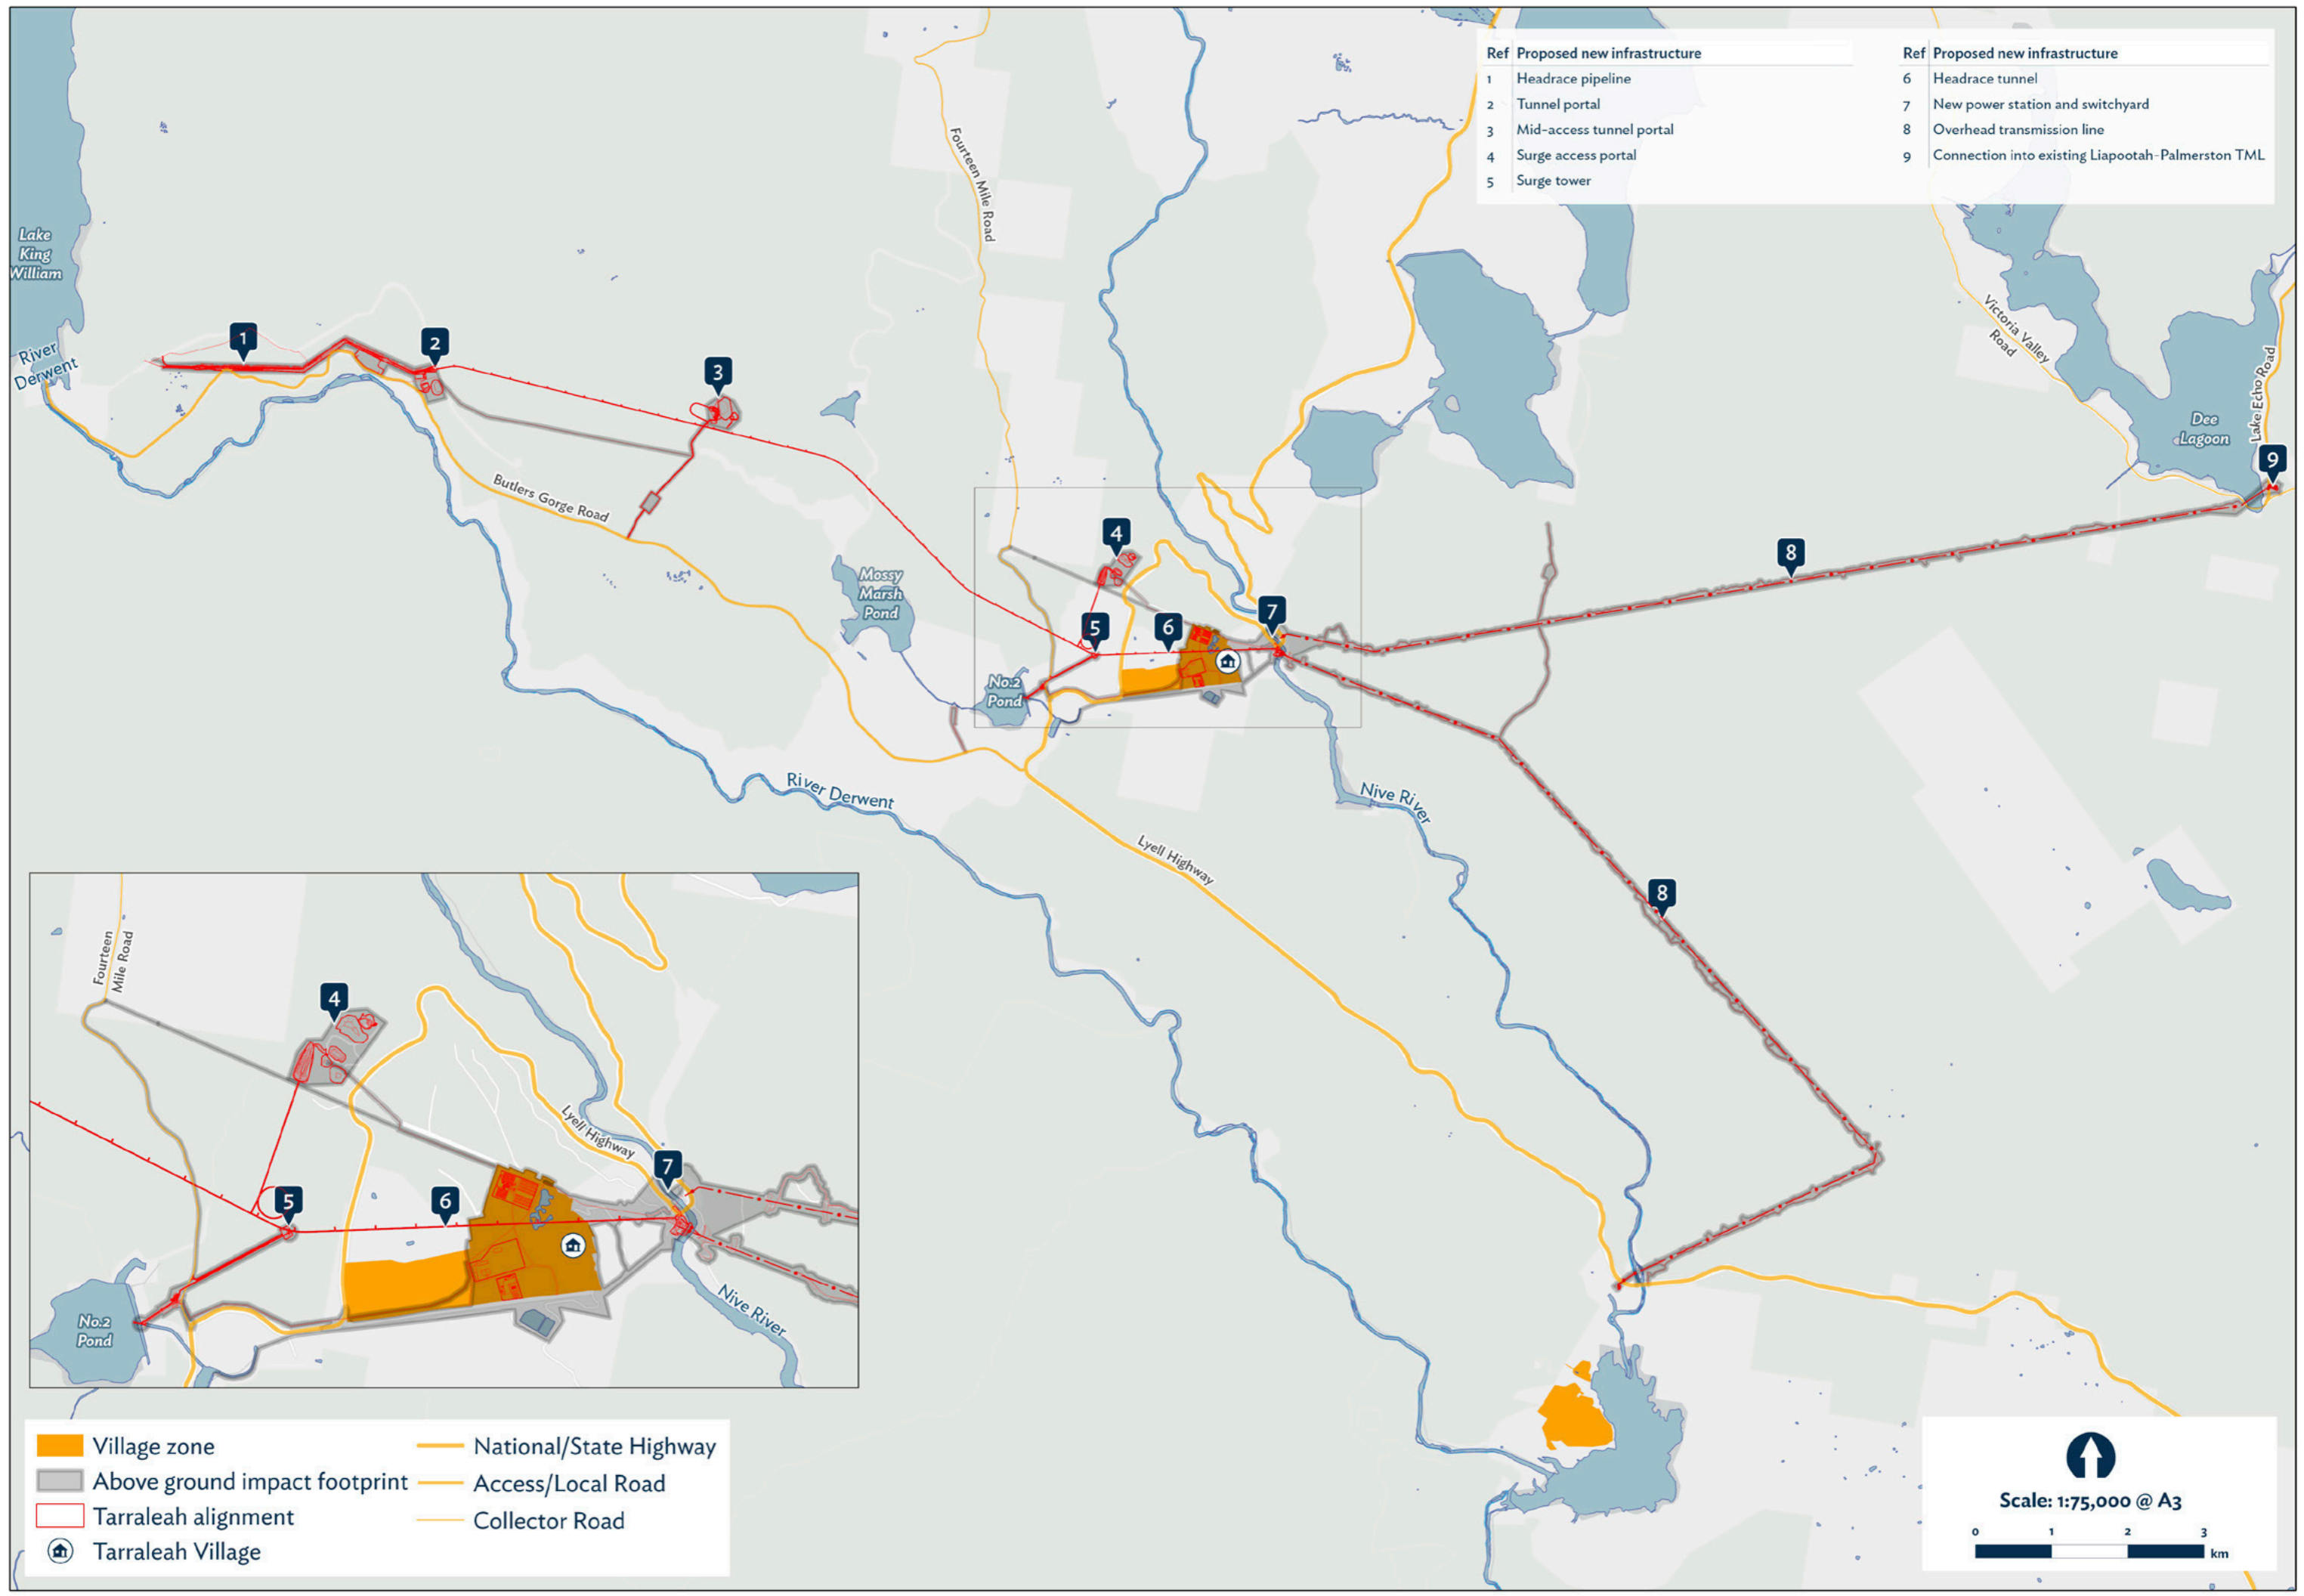 Ref Proposed new infrastructure
1 Headrace pipeline
2 Tunnel portal
3 Mid-access tunnel portal
4 Surge access portal
5 Surge tower
Ref Proposed new infrastructure
6 Headrace tunnel
7 New power station and switchyard
8 Overhead transmission line
9 Connection into existing Liapootah-Palmerston TML
Fourteen Mile Road
Lake
King
William
River
Derwent
1
2
3
Butlers Gorge Road
Victoria Valley
Road
Lake Echo Road
Dee
Lagoon
9
8
4
Mossy
Marsh
Pond
5
6
7
No.2
Pond
River Derwent
Nive River
Lyell Highway
8
Fourteen
Mile Road
4
Lyell Highway
7
5
6
No.2
Pond
Nive River
Village zone
Above ground impact footprint
Tarraleah alignment
Tarraleah Village
National/State Highway
Access/Local Road
Collector Road
Scale: 1:75,000 @ A3
0 1 2 3
km